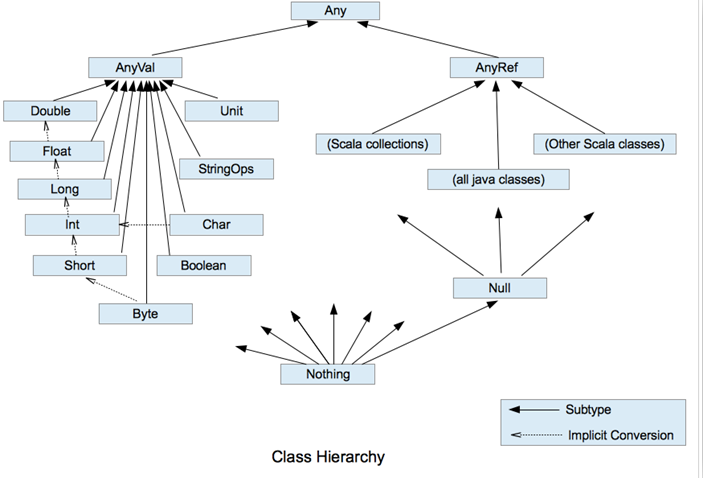 Any
AnyVal
AnyRef
Double
Unit
Float
(Scala collections)
(Other Scala classes)
StringOps
(all java classes)
Long
Int
Char
Short
Boolean
Null
Byte
Nothing
Subtype
Implicit Conversion
Class Hierarchy